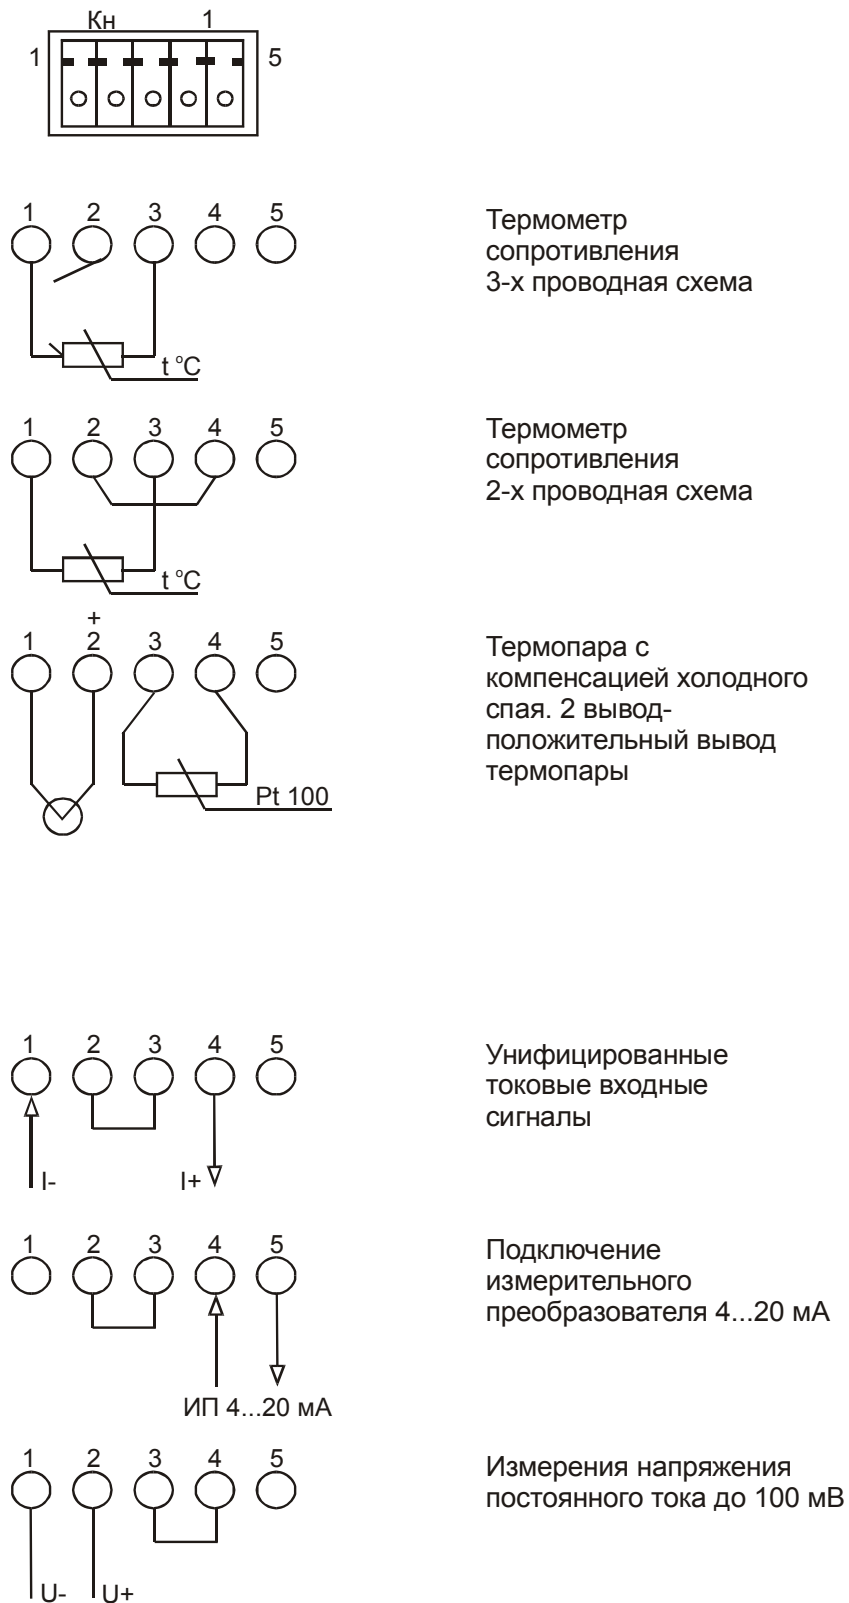 Кн 1
1 5
1 2 3 4 5
Термометр
сопротивления
3-х проводная схема
t °C
1 2 3 4 5
Термометр
сопротивления
2-х проводная схема
t °C
+
1 2 3 4 5
Термопара с
компенсацией холодного
спая. 2 вывод-
положительный вывод
термопары
Pt 100
1 2 3 4 5
Унифицированные
токовые входные
сигналы
I- I+
1 2 3 4 5
Подключение
измерительного
преобразователя 4...20 мА
ИП 4...20 мА
1 2 3 4 5
Измерения напряжения
постоянного тока до 100 мВ
U- U+